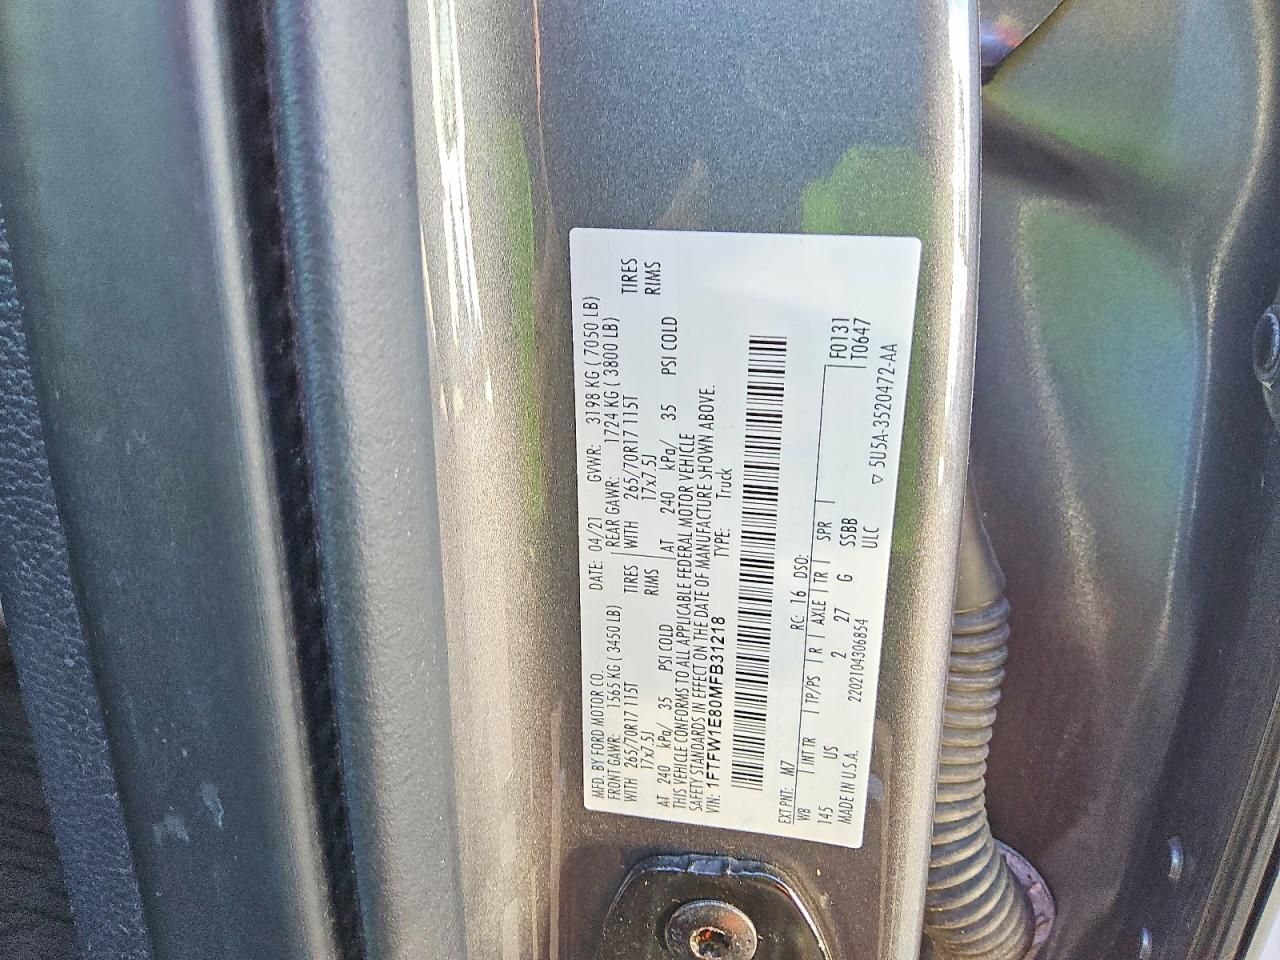 MFD. BY FORD MOTOR CO. DATE: 04/21 GVWR: 3198 KG ( 7050 LB)
FRONT GAWR: 1565 KG ( 3450 LB) REAR GAWR: 1724 KG ( 3800 LB)
WITH 265/70R17 115T TIRES WITH 265/70R17 115T TIRES
17x7.5J RIMS 17x7.5J RIMS
AT 240 kPa/ 35 PSI COLD AT 240 kPa/ 35 PSI COLD
THIS VEHICLE CONFORMS TO ALL APPLICABLE FEDERAL MOTOR VEHICLE
SAFETY STANDARDS IN EFFECT ON THE DATE OF MANUFACTURE SHOWN ABOVE.
VIN: 1FTFW1E80MFB31218 TYPE: Truck
EXT PNT: M7 RC: 16 DSO:
WB INT TR TP/PS R AXLE TR SPR F0131
145 US 2 27 G SSBB T0647
MADE IN U.S.A. 2202104306854 ULC ▽ 5U5A-3520472-AA